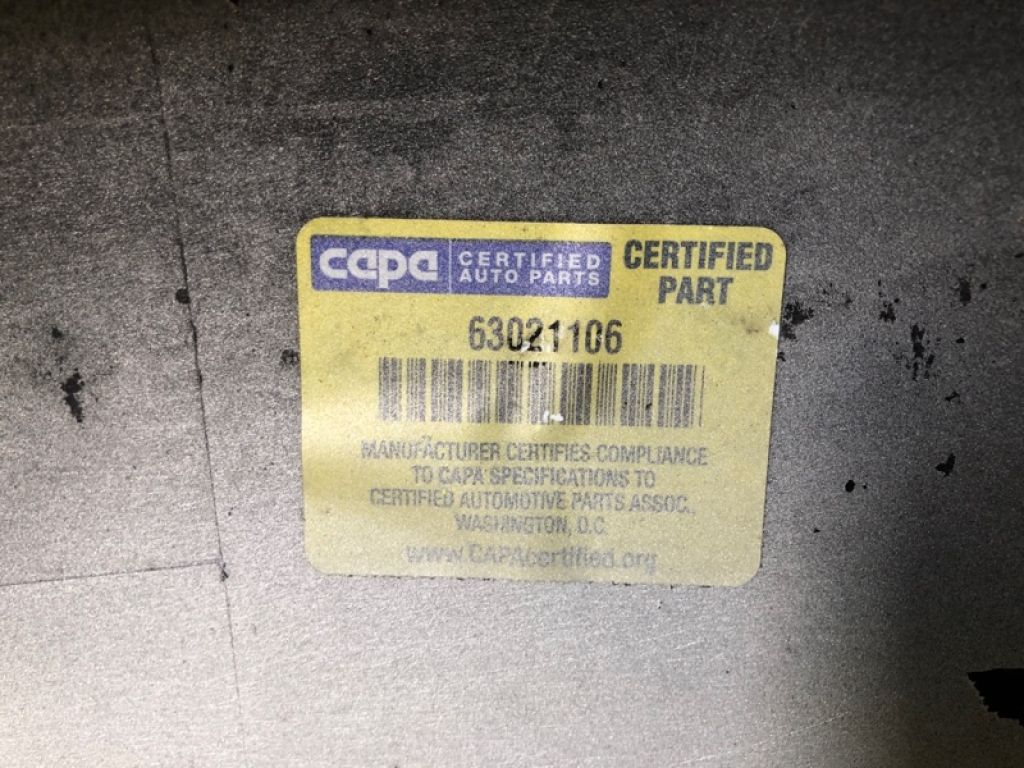 capa
CERTIFIED
AUTO PARTS
CERTIFIED
PART
63021106
MANUFACTURER CERTIFIES COMPLIANCE
TO CAPA SPECIFICATIONS TO
CERTIFIED AUTOMOTIVE PARTS ASSOC.,
WASHINGTON, D.C.
www.CAPAcertified.org